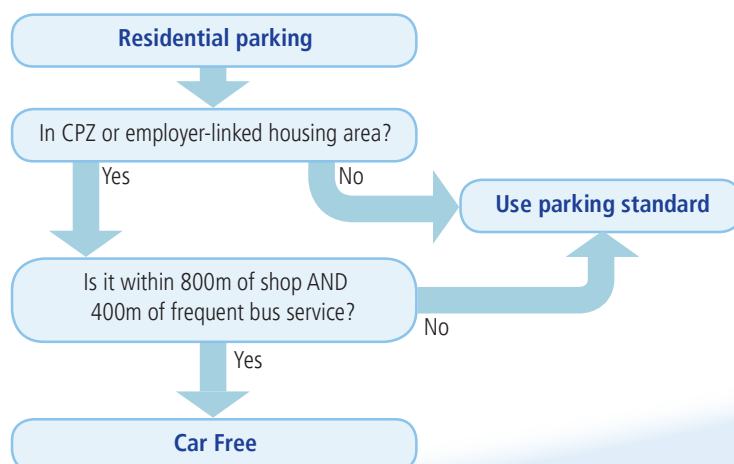 Residential parking
In CPZ or employer-linked housing area?
Yes
No
Use parking standard
Is it within 800m of shop AND
400m of frequent bus service?
No
Yes
Car Free